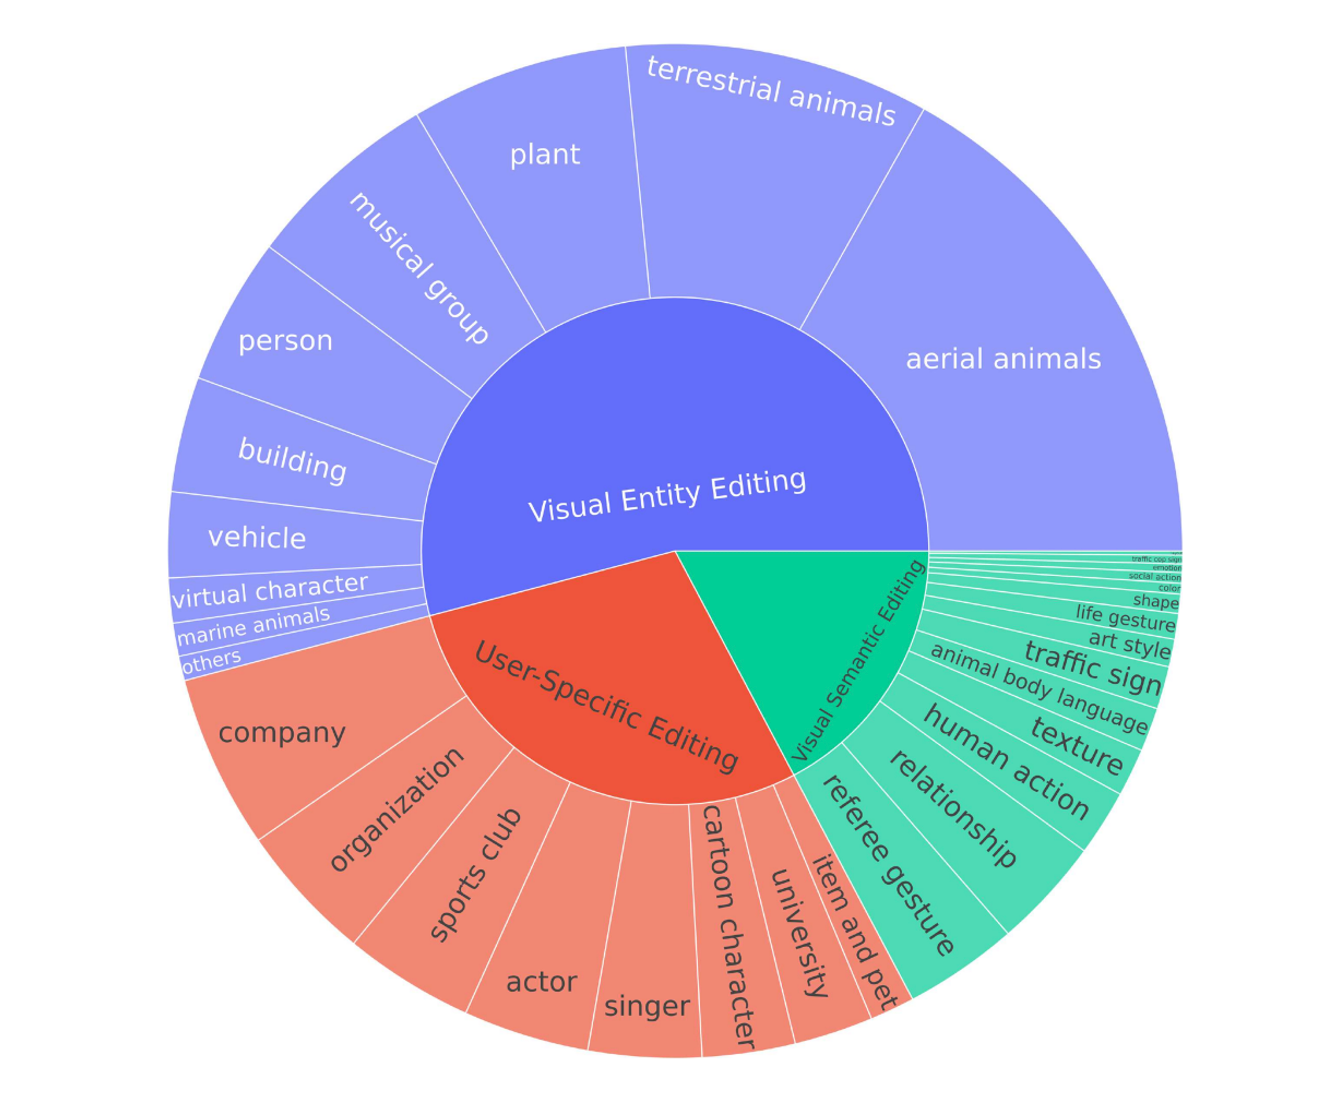 terrestrial animals
plant
musical group
aerial animals
person
building
Visual Entity Editing
vehicle
virtual character
marine animals
others
traffic cop sign
emotion
social action
color
shape
life gesture
art style
traffic sign
animal body language
texture
human action
relationship
referee gesture
Visual Semantic Editing
User-Specific Editing
company
organization
sports club
actor
singer
cartoon character
university
item and pet